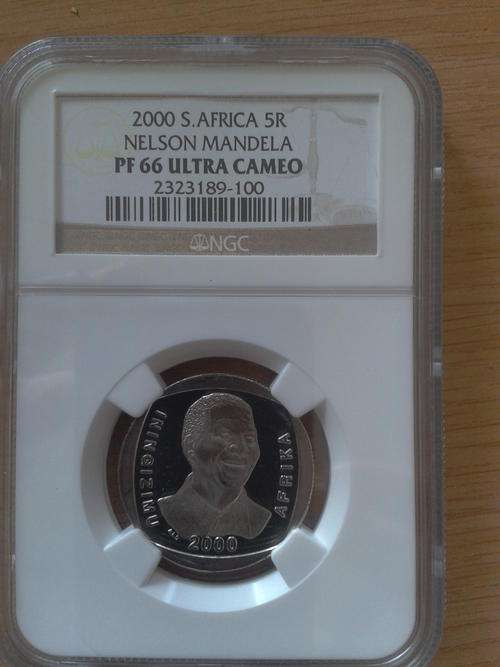 2000 S.AFRICA 5R
NELSON MANDELA
PF 66 ULTRA CAMEO
2323189-100
NGC
ININGIZIMU
AFRIKA
2000